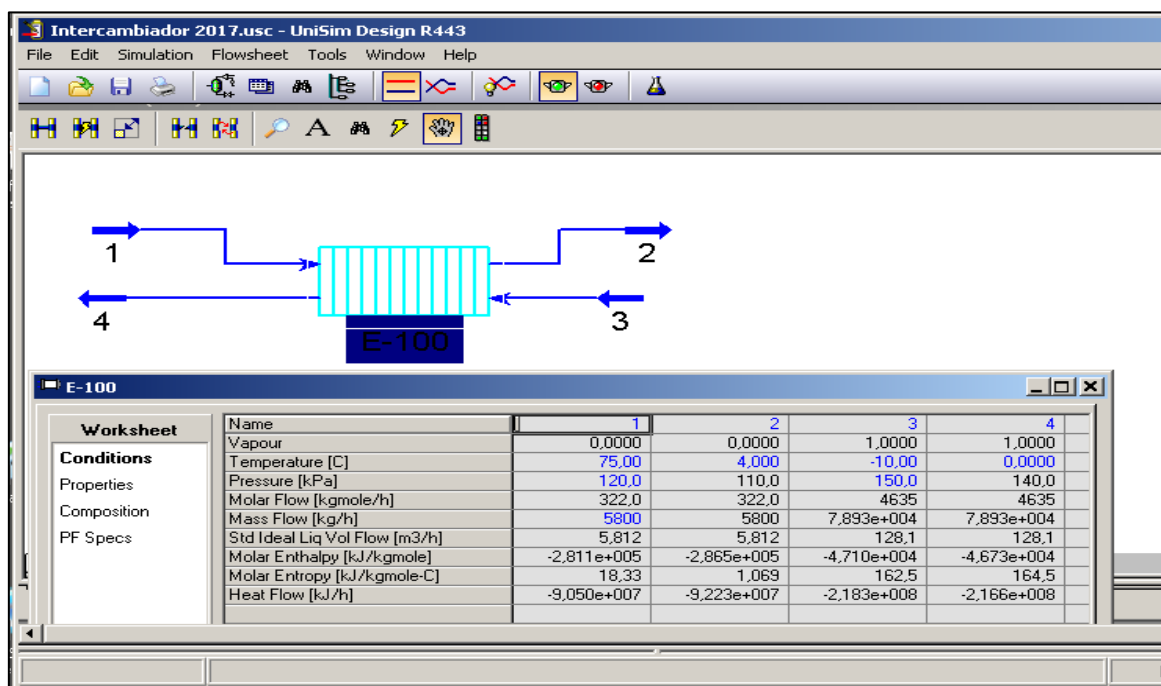 Intercambiador 2017.usc - UniSim Design R443
File Edit Simulation Flowsheet Tools Window Help
A
1 2
4 3
E-100
E-100
Worksheet
Conditions
Properties
Composition
PF Specs
Name 1 2 3 4
Vapour 0,0000 0,0000 1,0000 1,0000
Temperature [C] 75,00 4,000 -10,00 0,0000
Pressure [kPa] 120,0 110,0 150,0 140,0
Molar Flow [kgmole/h] 322,0 322,0 4635 4635
Mass Flow [kg/h] 5800 5800 7,893e+004 7,893e+004
Std Ideal Liq Vol Flow [m3/h] 5,812 5,812 128,1 128,1
Molar Enthalpy [kJ/kgmole] -2,811e+005 -2,865e+005 -4,710e+004 -4,673e+004
Molar Entropy [kJ/kgmole-C] 18,33 1,069 162,5 164,5
Heat Flow [kJ/h] -9,050e+007 -9,223e+007 -2,183e+008 -2,166e+008